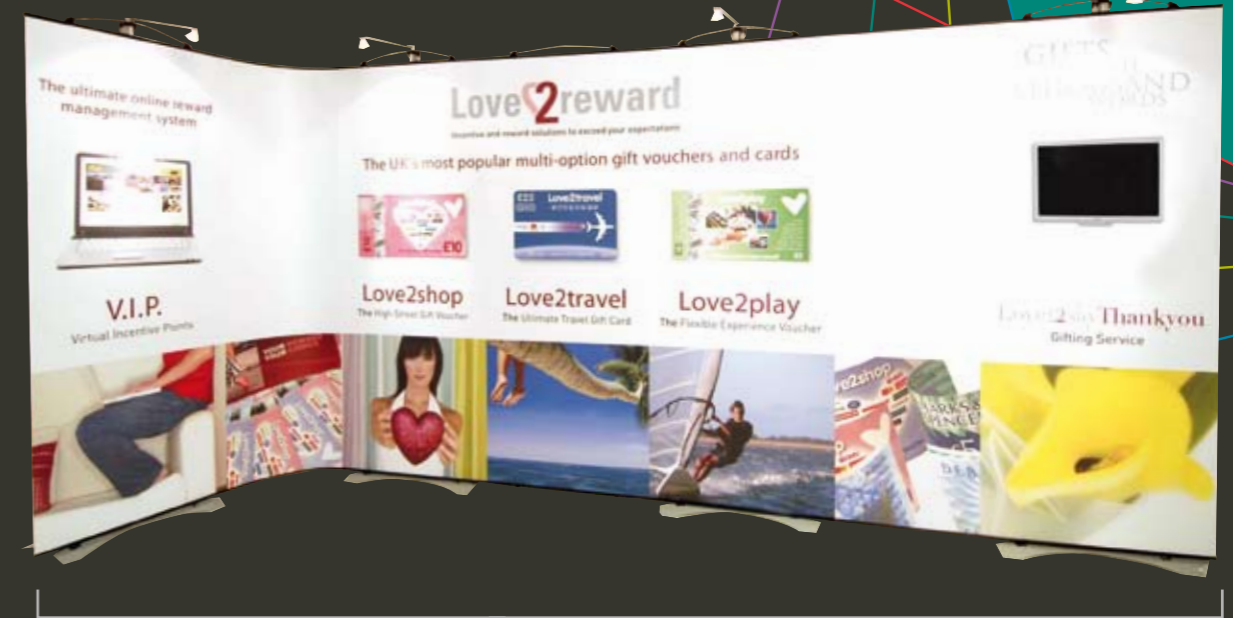 The ultimate online reward
management system
V.I.P.
Virtual Incentive Points
Love2reward
Incentive and reward solutions to exceed your expectations
The UK's most popular multi-option gift vouchers and cards
£10
Love2shop
The High Street Gift Voucher
Love2travel
Love2travel
The Ultimate Travel Gift Card
Love2play
The Flexible Experience Voucher
GIFTS
AND
WORDS
Thankyou
Gifting Service